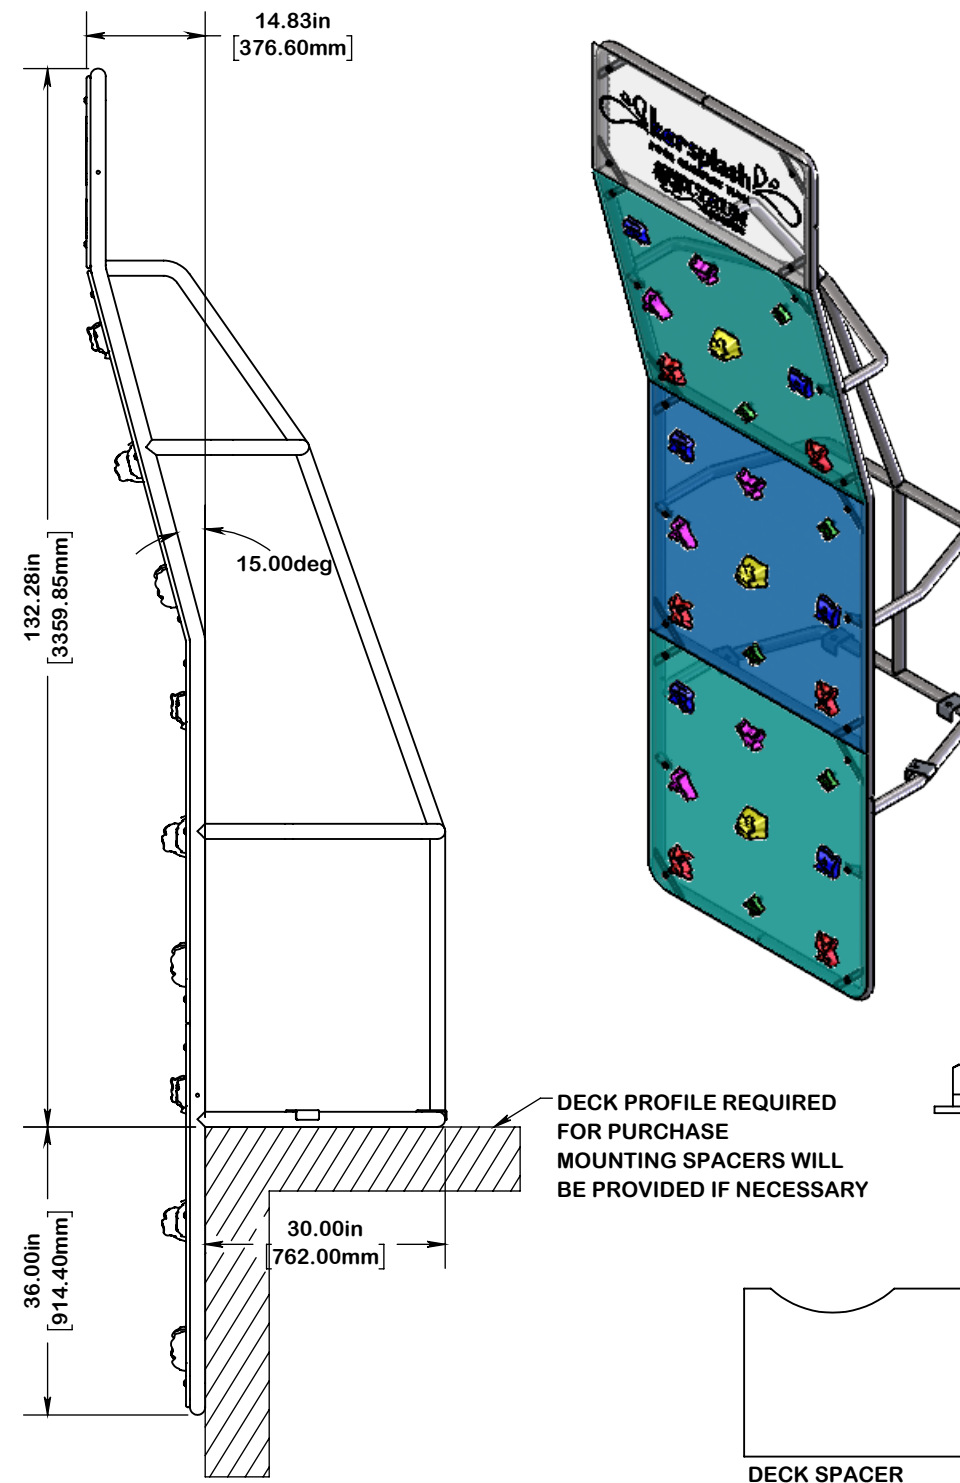 14.83in
[376.60mm]
kersplash
132.28in
[3359.85mm]
15.00deg
DECK PROFILE REQUIRED
FOR PURCHASE
MOUNTING SPACERS WILL
BE PROVIDED IF NECESSARY
30.00in
[762.00mm]
36.00in
[914.40mm]
DECK SPACER